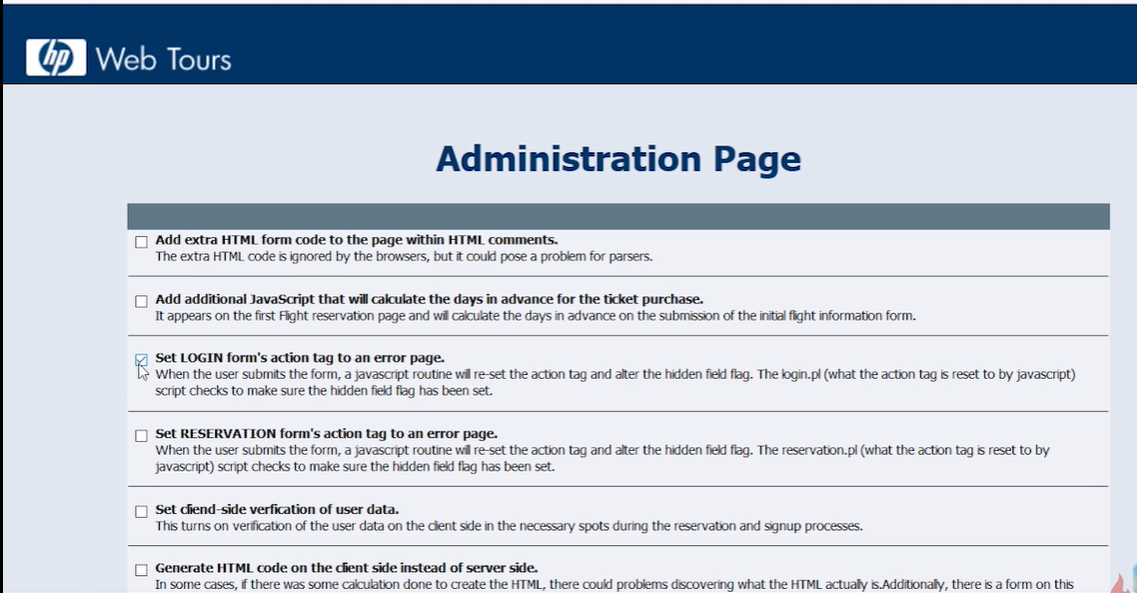 hp Web Tours
Administration Page
Add extra HTML form code to the page within HTML comments.
The extra HTML code is ignored by the browsers, but it could pose a problem for parsers.
Add additional JavaScript that will calculate the days in advance for the ticket purchase.
It appears on the first Flight reservation page and will calculate the days in advance on the submission of the initial flight information form.
Set LOGIN form's action tag to an error page.
When the user submits the form, a javascript routine will re-set the action tag and alter the hidden field flag. The login.pl (what the action tag is reset to by javascript)
script checks to make sure the hidden field flag has been set.
Set RESERVATION form's action tag to an error page.
When the user submits the form, a javascript routine will re-set the action tag and alter the hidden field flag. The reservation.pl (what the action tag is reset to by
javascript) script checks to make sure the hidden field flag has been set.
Set cliend-side verfication of user data.
This turns on verification of the user data on the client side in the necessary spots during the reservation and signup processes.
Generate HTML code on the client side instead of server side.
In some cases, if there was some calculation done to create the HTML, there could problems discovering what the HTML actually is.Additionally, there is a form on this